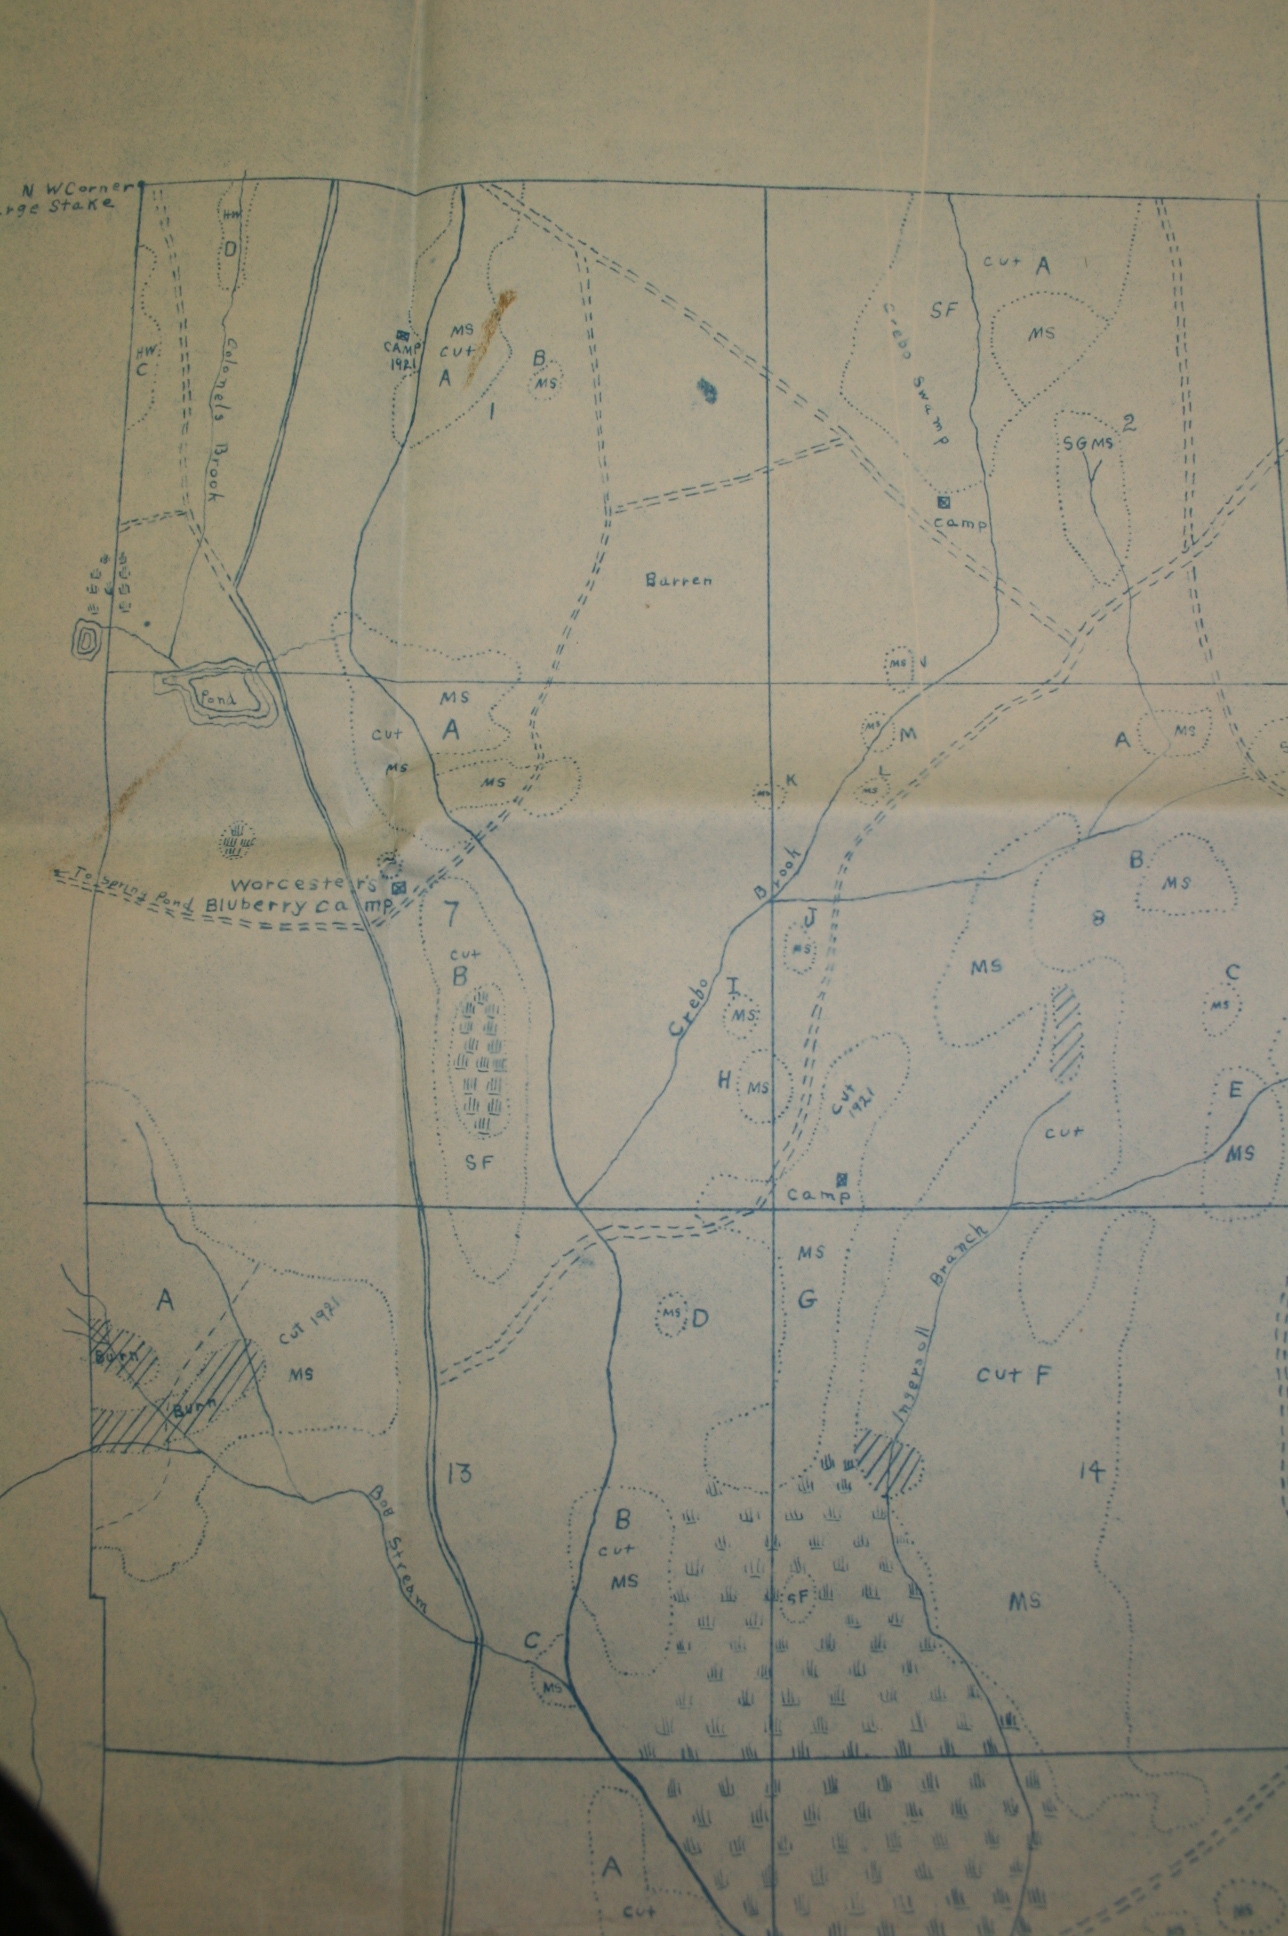 N W Corner
rge Stake
HW
D
HW
C
Colonels Brook
CAMP
1921
MS
cut
A
B
MS
1
cut A
SF
MS
Crebo Swamp
2
SGMS
camp
Barren
MS
Pond
MS
A
cut
MS
MS
MS
M
A
MS
K
MS
L
MS
To Spring Pond
Worcester's
Bluberry camp
7
cut
B
SF
Crebo Brook
J
MS
I
MS
H
MS
cut
1921
camp
MS
8
B
MS
C
MS
E
MS
cut
A
Burn
Burn
cut 1921
MS
MS D
MS
G
Ingersoll Branch
cut F
13
14
Bog Stream
B
cut
MS
SF
C
MS
MS
A
cut
MS
MS